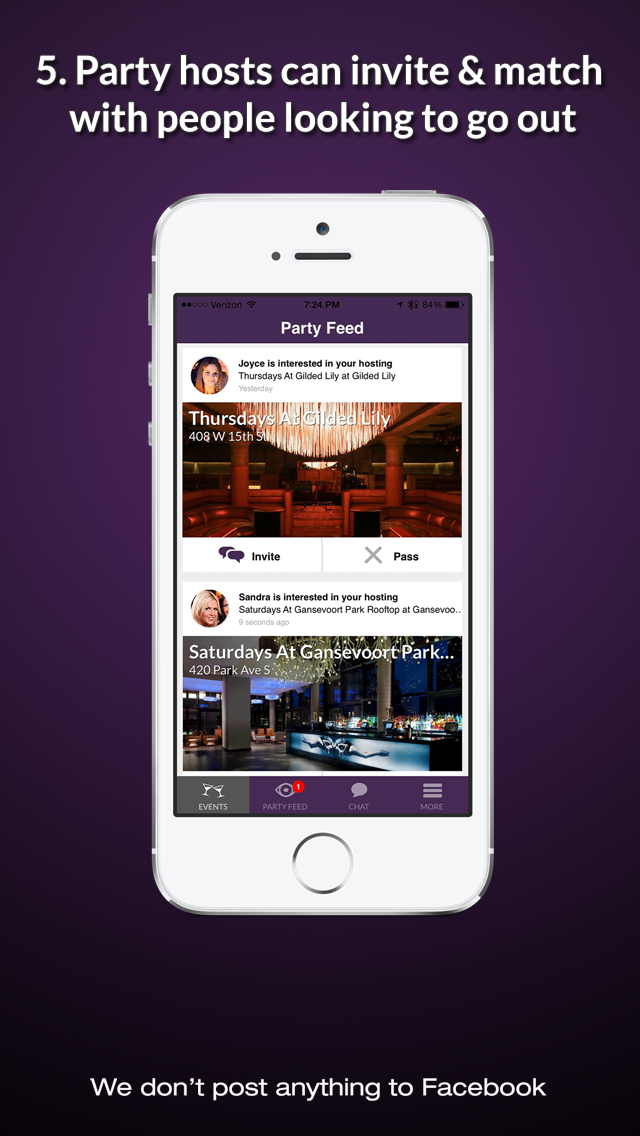 5. Party hosts can invite & match
with people looking to go out
Verizon 7:24 PM 84%
Party Feed
Joyce is interested in your hosting
Thursdays At Gilded Lily at Gilded Lily
Yesterday
Thursdays At Gilded Lily
408 W 15th St
Invite Pass
Sandra is interested in your hosting
Saturdays At Gansevoort Park Rooftop at Gansevoo...
9 seconds ago
Saturdays At Gansevoort Park...
420 Park Ave S
1
EVENTS PARTY FEED CHAT MORE
We don't post anything to Facebook